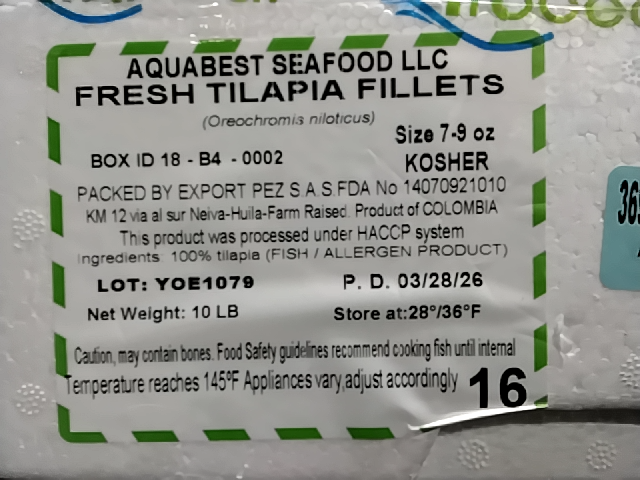 AQUABEST SEAFOOD LLC
FRESH TILAPIA FILLETS
(Oreochromis niloticus)
Size 7-9 oz
BOX ID 18 - B4 - 0002
KOSHER
PACKED BY EXPORT PEZ S.A.S.FDA No 14070921010
KM 12 via al sur Neiva-Huila-Farm Raised. Product of COLOMBIA
This product was processed under HACCP system
Ingredients: 100% tilapia (FISH / ALLERGEN PRODUCT)
LOT: YOE1079 P. D. 03/28/26
Net Weight: 10 LB Store at:28°/36°F
Caution, may contain bones. Food Safety guidelines recommend cooking fish until internal
Temperature reaches 145°F Appliances vary,adjust accordingly
16